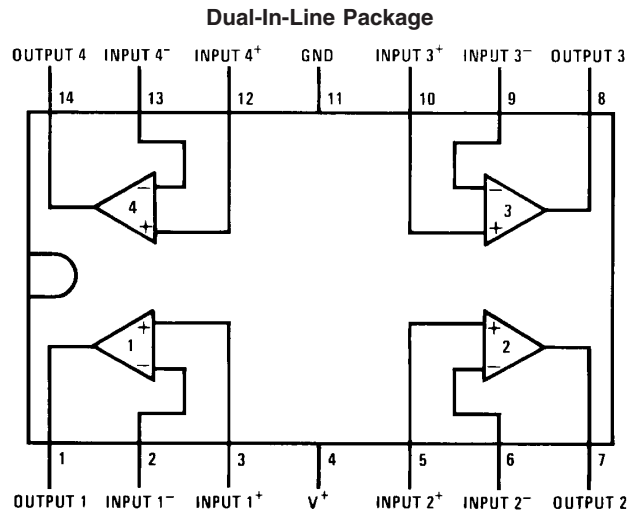 Dual-In-Line Package
OUTPUT 4 INPUT 4⁻ INPUT 4⁺ GND INPUT 3⁺ INPUT 3⁻ OUTPUT 3
14 13 12 11 10 9 8
− −
4 3
+ +
+ +
1 2
− −
1 2 3 4 5 6 7
OUTPUT 1 INPUT 1⁻ INPUT 1⁺ V⁺ INPUT 2⁺ INPUT 2⁻ OUTPUT 2